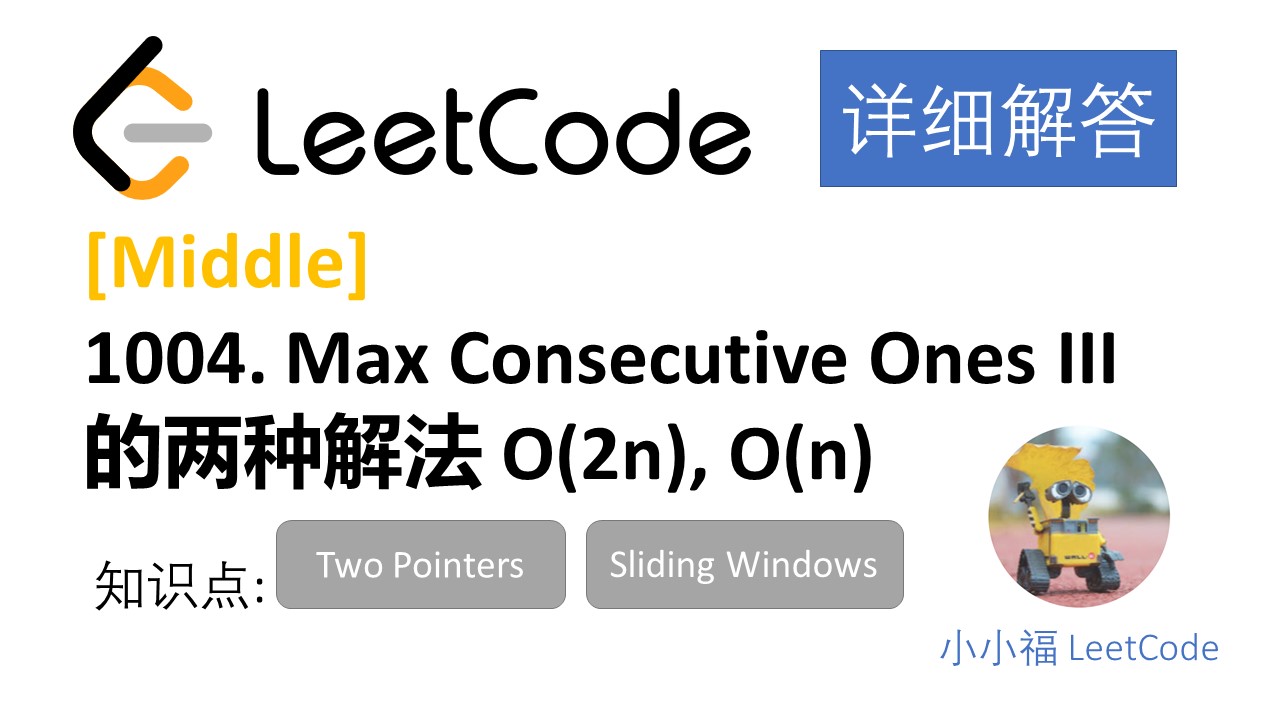 LeetCode
详细解答
[Middle]
1004. Max Consecutive Ones III
的两种解法 O(2n), O(n)
知识点:
Two Pointers
Sliding Windows
WALL•E
小小福 LeetCode